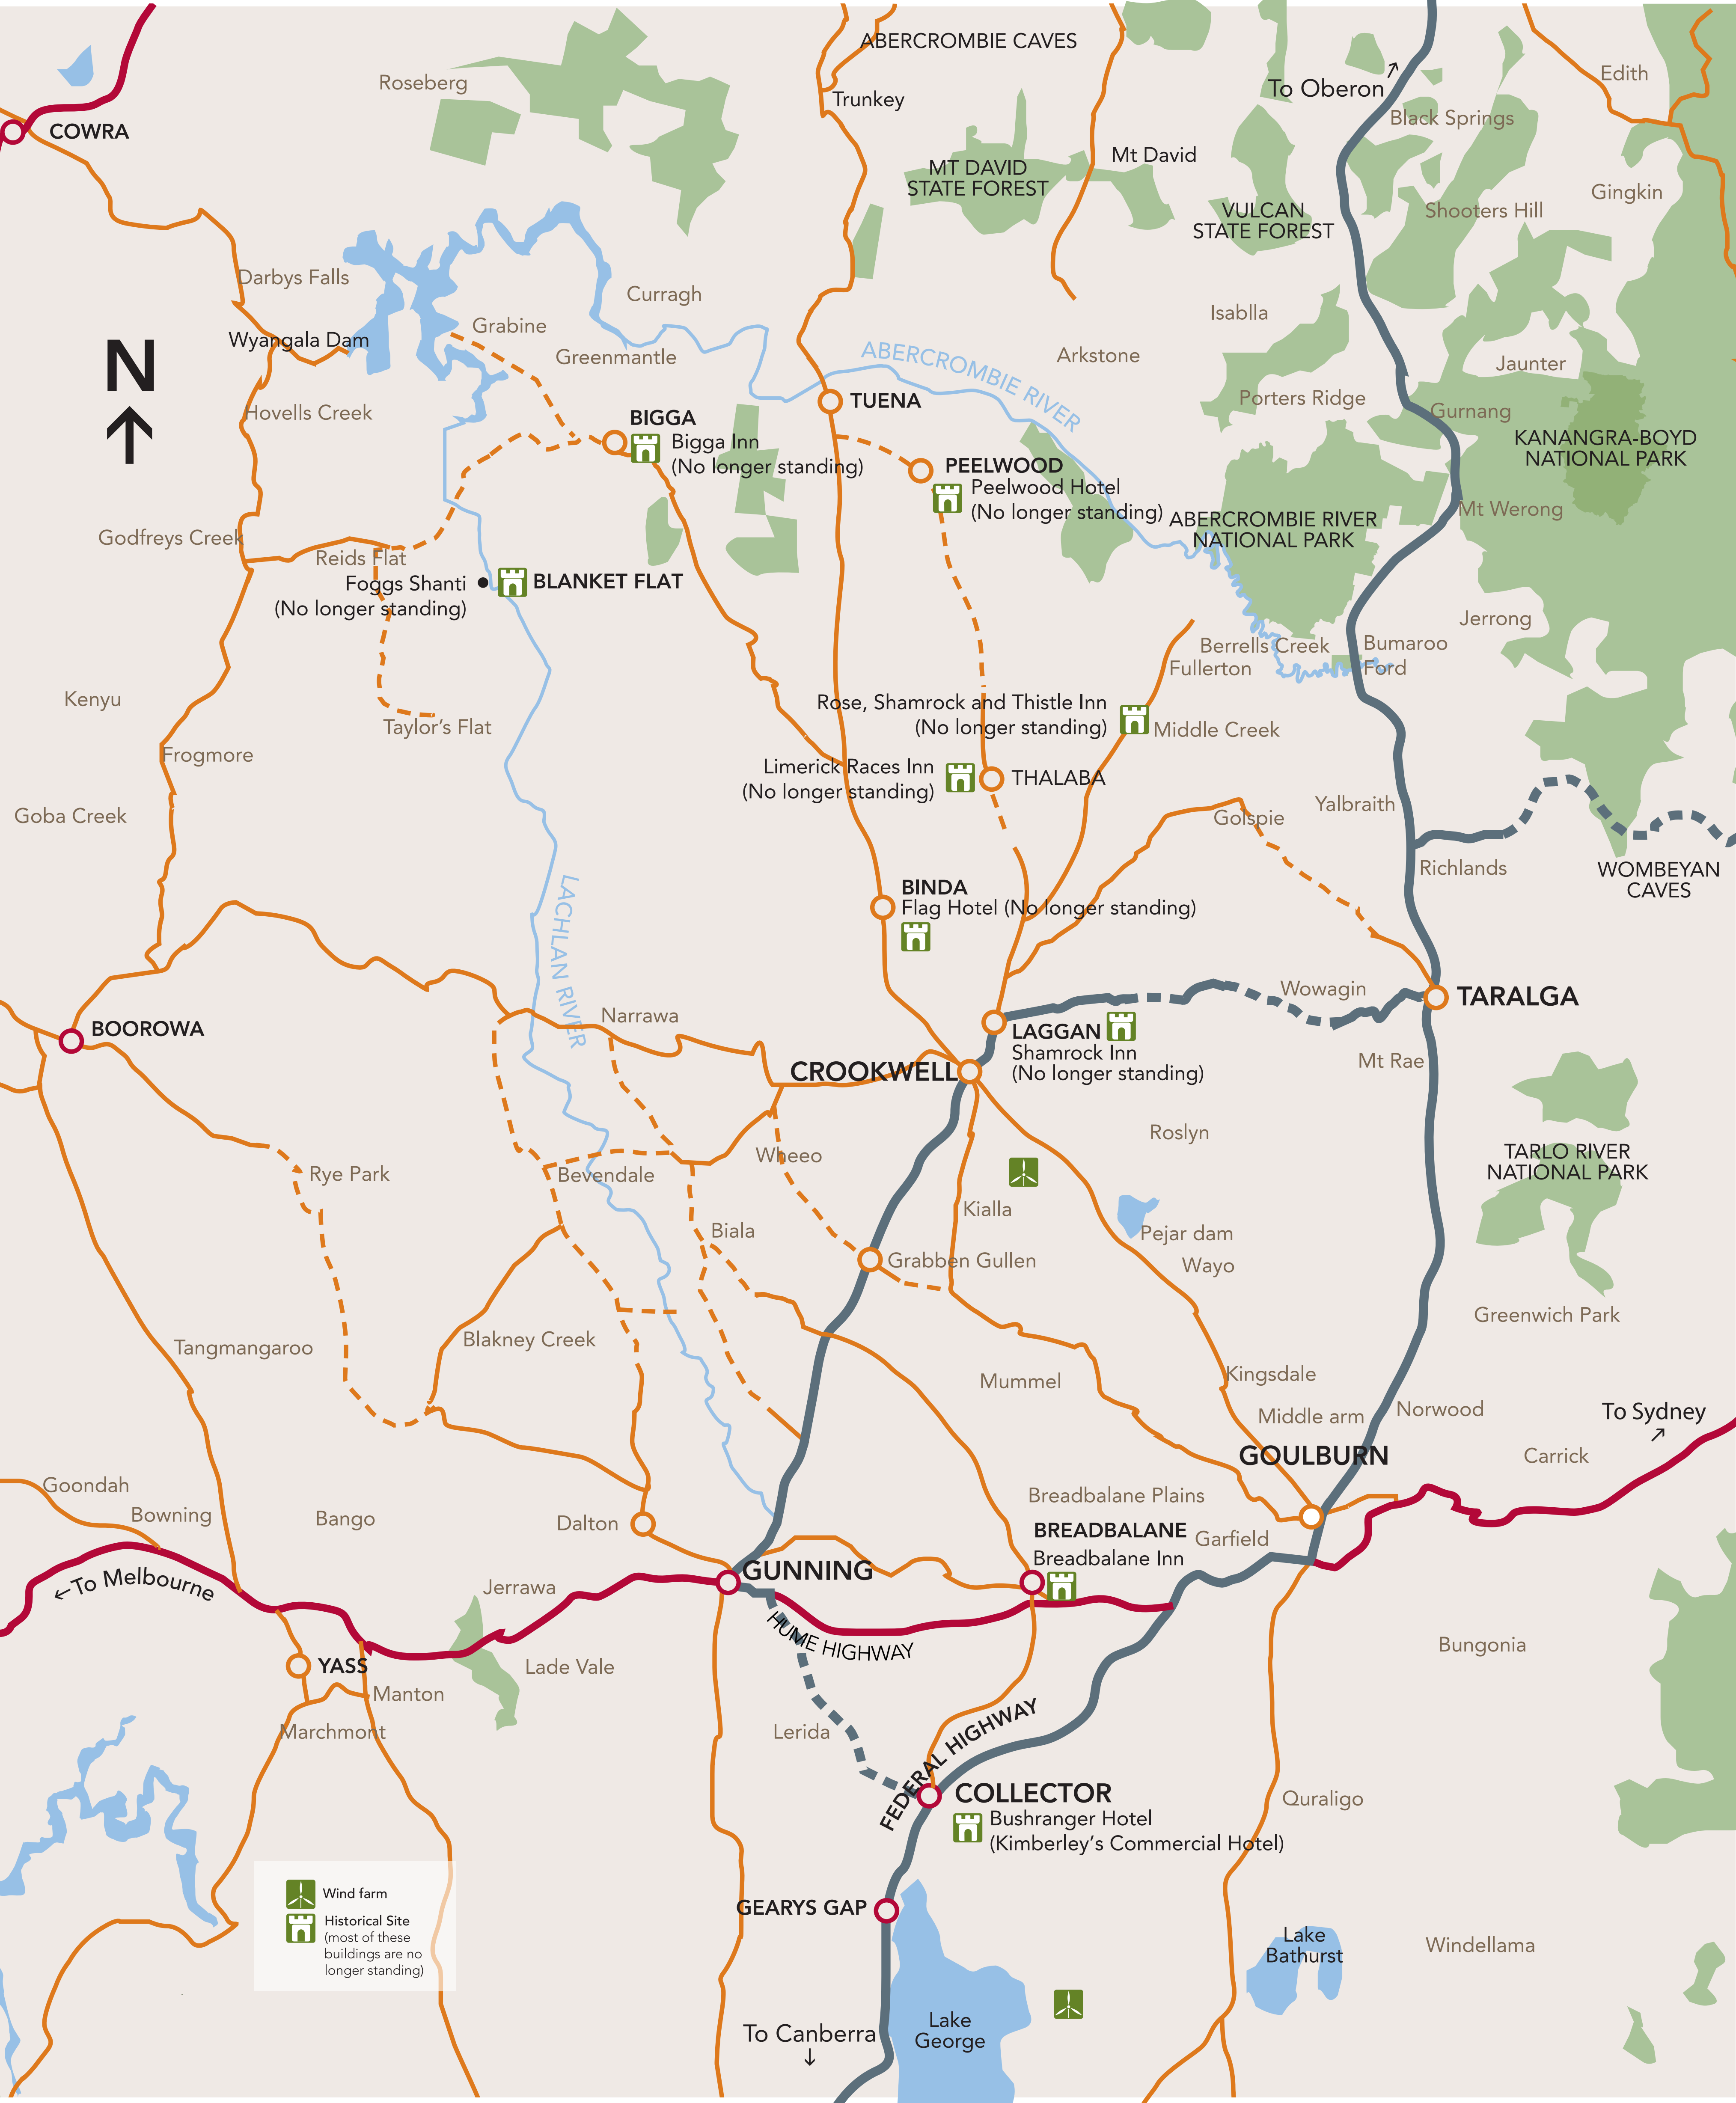 ABERCROMBIE CAVES
Roseberg
Trunkey
To Oberon
↗
Edith
COWRA
Black Springs
Mt David
MT DAVID
STATE FOREST
Gingkin
VULCAN
STATE FOREST
Shooters Hill
Darbys Falls
Curragh
Isablla
Grabine
Wyangala Dam
Greenmantle
ABERCROMBIE RIVER
Arkstone
Jaunter
N
↑
Hovells Creek
TUENA
Porters Ridge
Gurnang
BIGGA
Bigga Inn
(No longer standing)
KANANGRA-BOYD
NATIONAL PARK
PEELWOOD
Peelwood Hotel
(No longer standing)
Mt Werong
ABERCROMBIE RIVER
NATIONAL PARK
Godfreys Creek
Reids Flat
Foggs Shanti
(No longer standing)
BLANKET FLAT
Jerrong
Berrells Creek
Bumaroo
Ford
Fullerton
Kenyu
Rose, Shamrock and Thistle Inn
(No longer standing)
Taylor's Flat
Middle Creek
Frogmore
Limerick Races Inn
(No longer standing)
THALABA
Goba Creek
Yalbraith
Golspie
Richlands
WOMBEYAN
CAVES
BINDA
Flag Hotel (No longer standing)
LACHLAN RIVER
Wowagin
TARALGA
BOOROWA
Narrawa
LAGGAN
Shamrock Inn
(No longer standing)
CROOKWELL
Mt Rae
Roslyn
Wheeo
TARLO RIVER
NATIONAL PARK
Rye Park
Bevendale
Kialla
Biala
Pejar dam
Grabben Gullen
Wayo
Greenwich Park
Blakney Creek
Tangmangaroo
Mummel
Kingsdale
Middle arm
Norwood
To Sydney
↗
GOULBURN
Carrick
Goondah
Bowning
Bango
Dalton
Breadbalane Plains
BREADBALANE
Breadbalane Inn
Garfield
GUNNING
←To Melbourne
Jerrawa
HUME HIGHWAY
Bungonia
YASS
Lade Vale
Manton
Marchmont
Lerida
FEDERAL HIGHWAY
COLLECTOR
Bushranger Hotel
(Kimberley's Commercial Hotel)
Quraligo
Wind farm
Historical Site
(most of these
buildings are no
longer standing)
GEARYS GAP
Lake
Bathurst
Windellama
To Canberra
↓
Lake
George